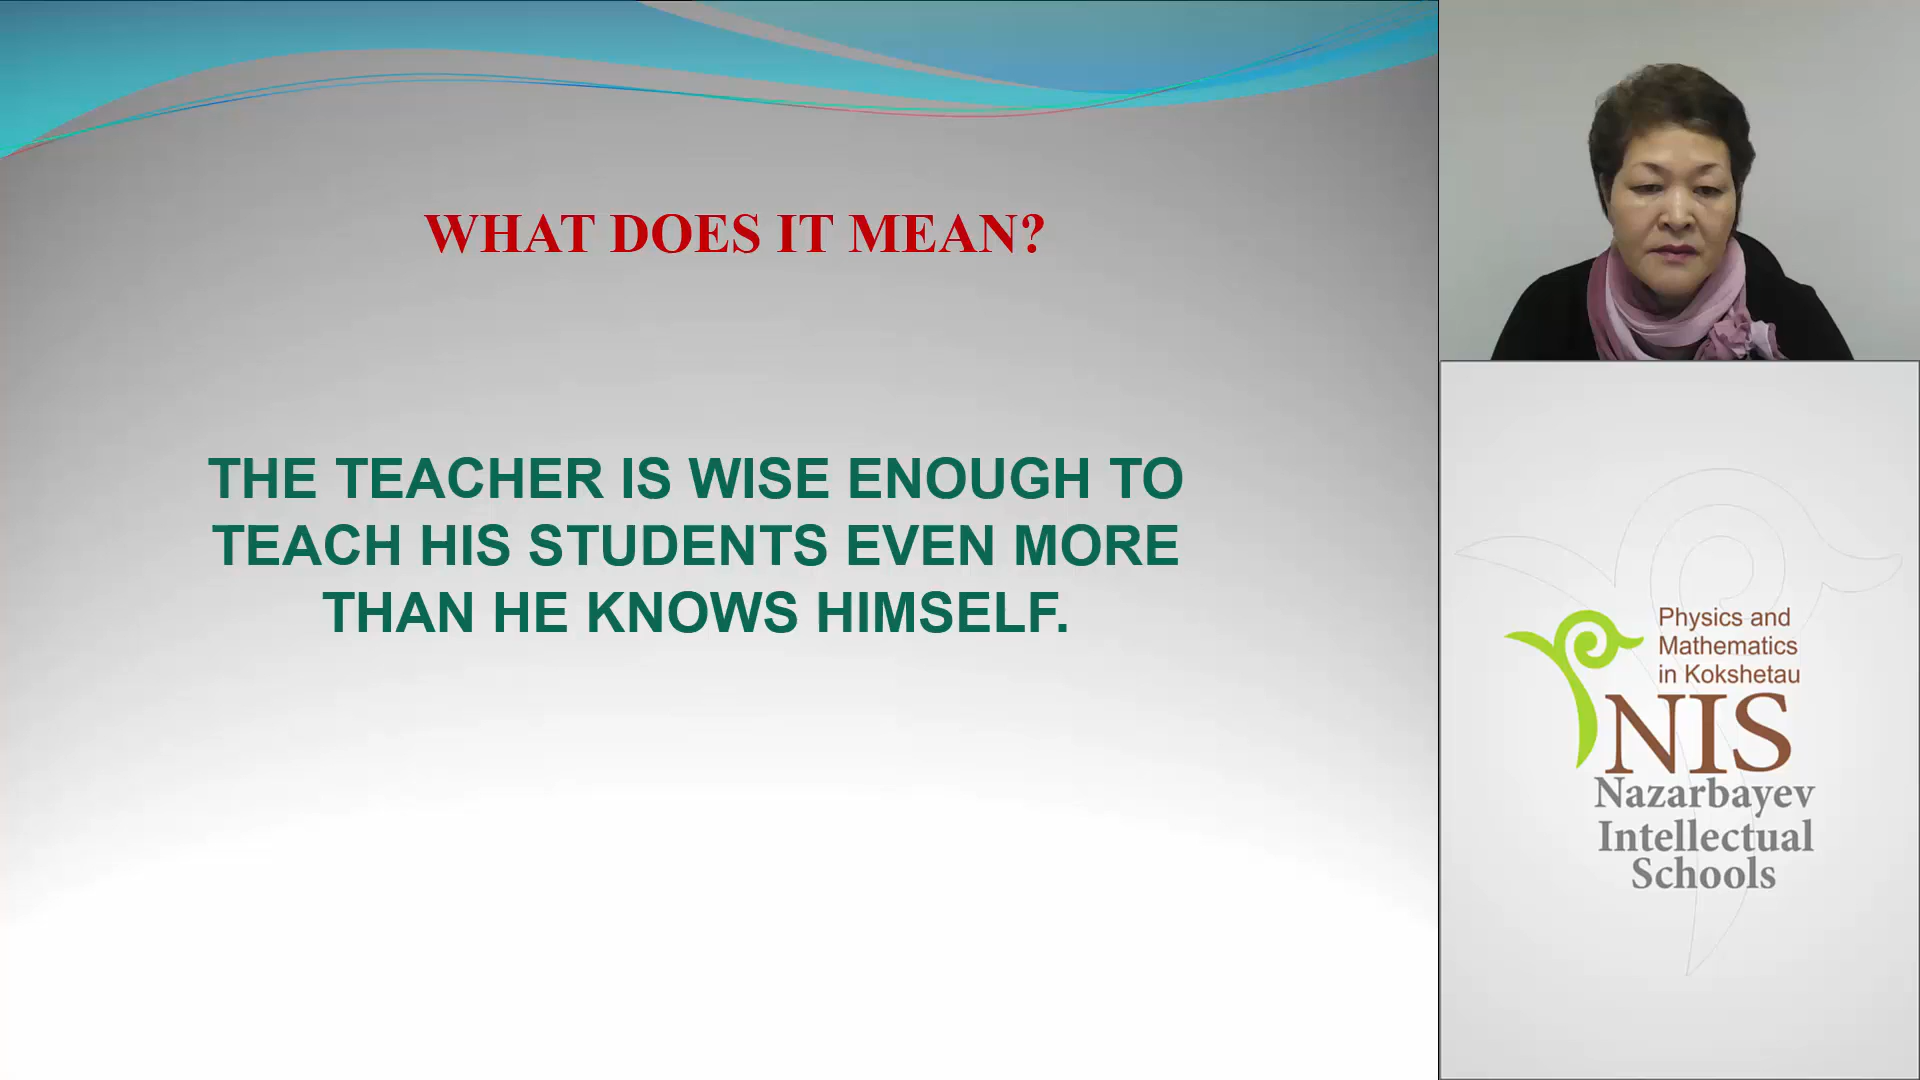 WHAT DOES IT MEAN?
THE TEACHER IS WISE ENOUGH TO
TEACH HIS STUDENTS EVEN MORE
THAN HE KNOWS HIMSELF.
Physics and
Mathematics
in Kokshetau
NIS
Nazarbayev
Intellectual
Schools